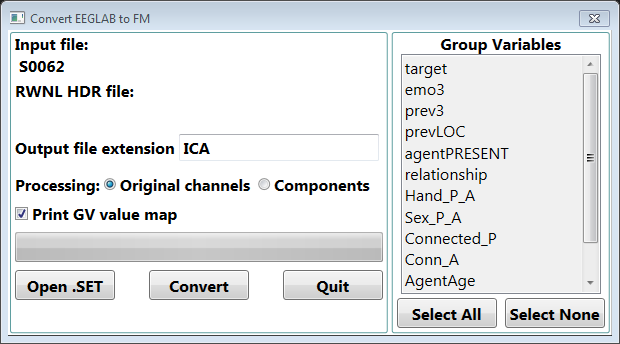 Convert EEGLAB to FM
Input file:
S0062
RWNL HDR file:
Output file extension ICA
Processing: Original channels Components
Print GV value map
Open .SET Convert Quit
Group Variables
target
emo3
prev3
prevLOC
agentPRESENT
relationship
Hand_P_A
Sex_P_A
Connected_P
Conn_A
AgentAge
Select All Select None